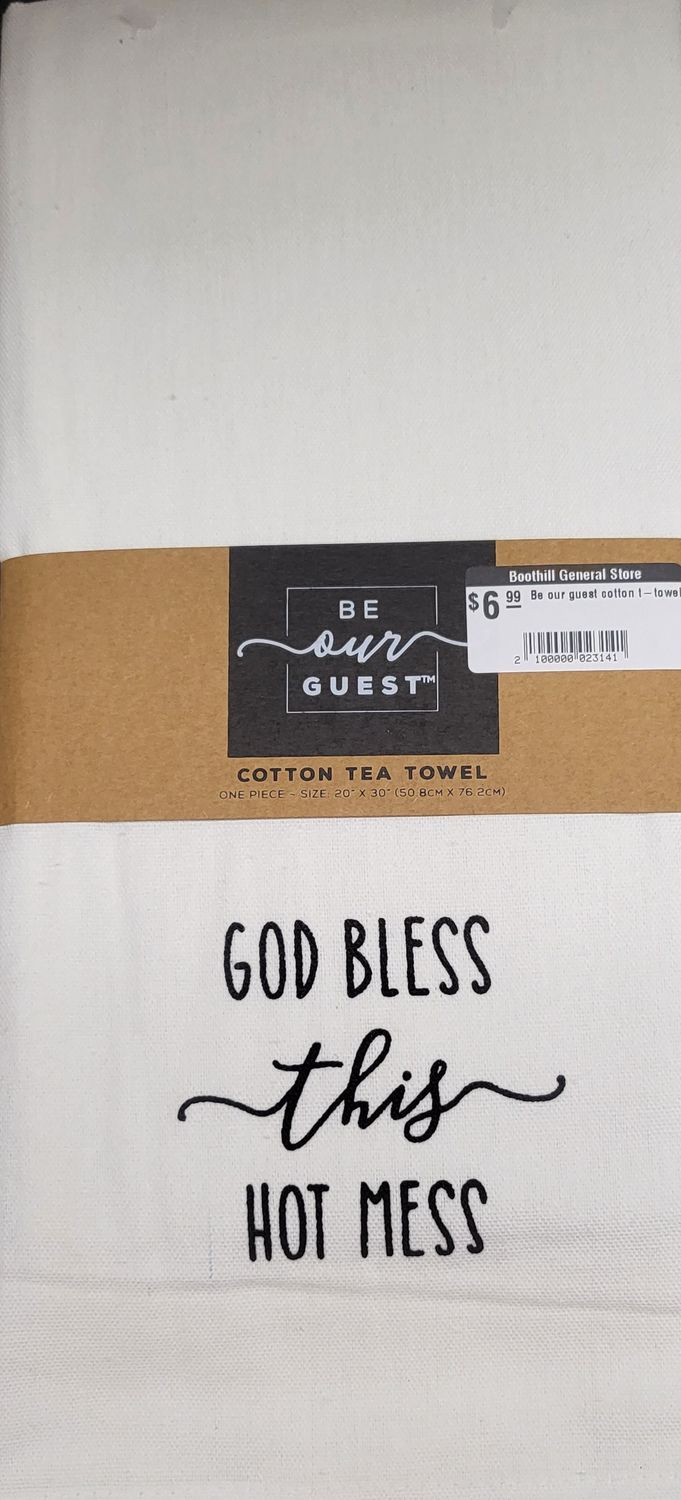 Boothill General Store
$6 99 Be our guest cotton t-towel
2 100000 023141
BE
our
GUEST™
COTTON TEA TOWEL
ONE PIECE ~ SIZE: 20" X 30" (50.8CM X 76.2CM)
GOD BLESS
this
HOT MESS